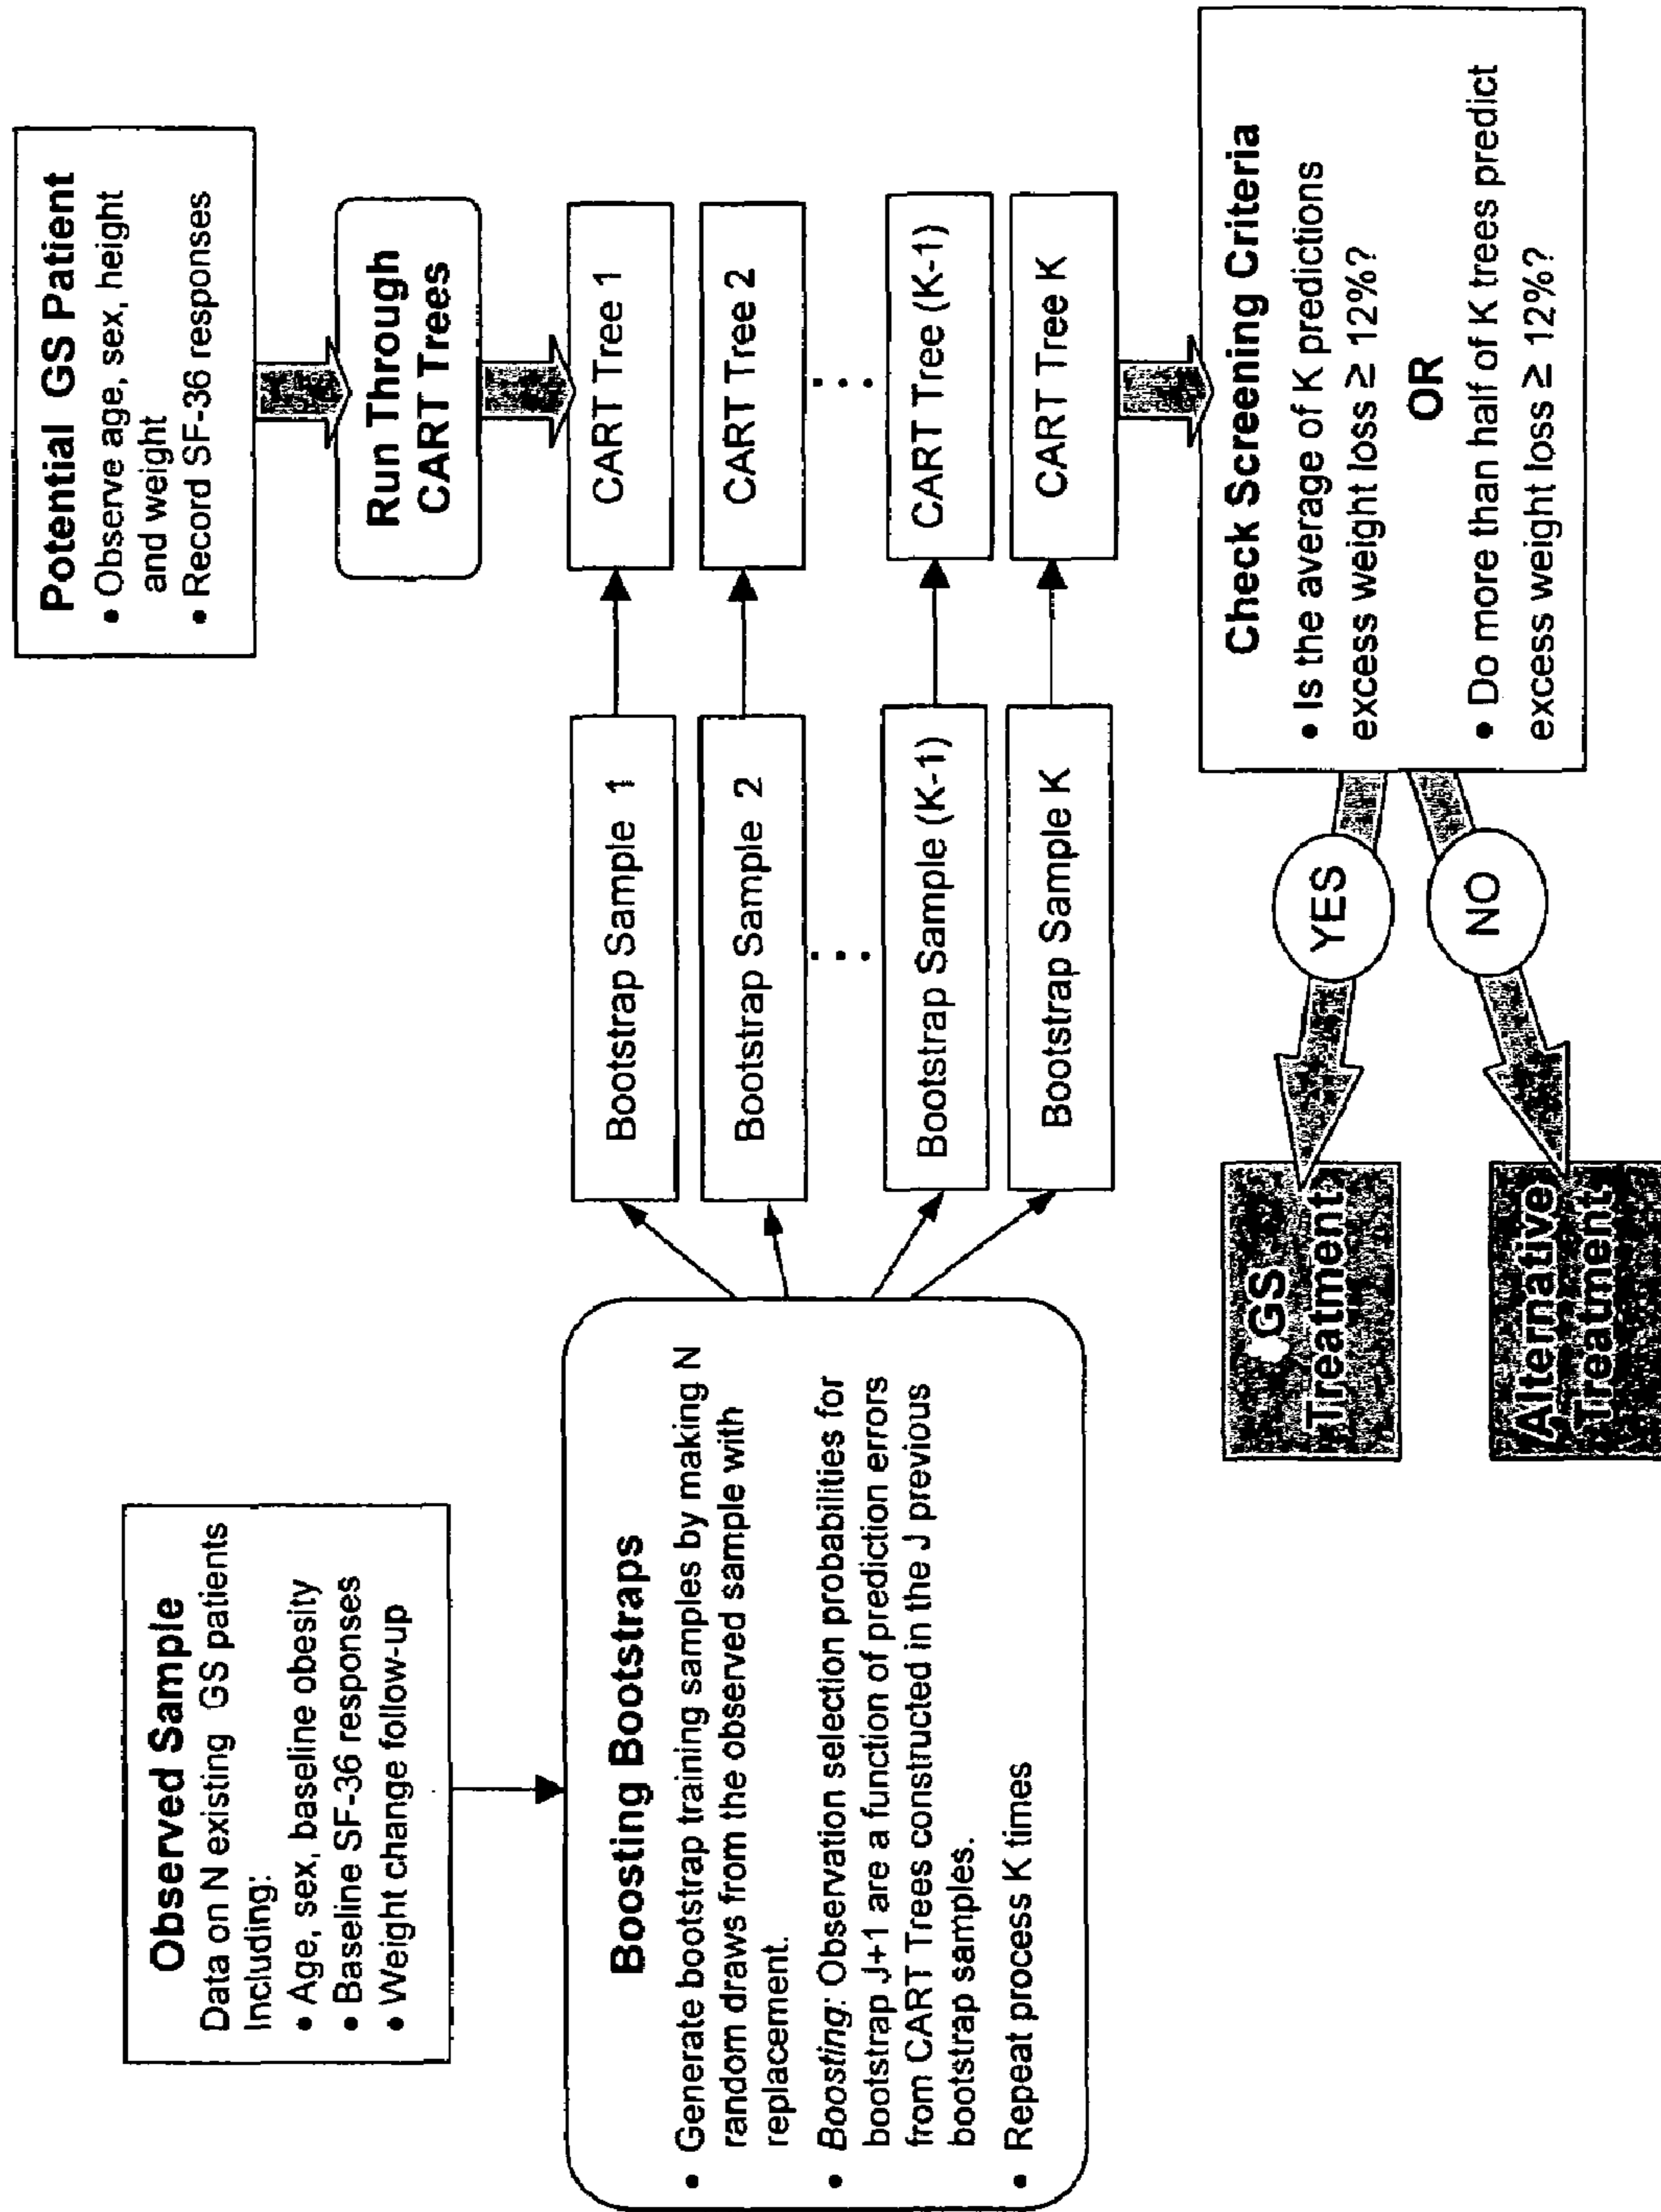 Observed Sample
Data on N existing GS patients
Including:
• Age, sex, baseline obesity
• Baseline SF-36 responses
• Weight change follow-up
Boosting Bootstraps
• Generate bootstrap training samples by making N
random draws from the observed sample with
replacement.
• Boosting: Observation selection probabilities for
bootstrap J+1 are a function of prediction errors
from CART Trees constructed in the J previous
bootstrap samples.
• Repeat process K times
Bootstrap Sample 1
Bootstrap Sample 2
...
Bootstrap Sample (K-1)
Bootstrap Sample K
Potential GS Patient
• Observe age, sex, height
and weight
• Record SF-36 responses
Run Through
CART Trees
CART Tree 1
CART Tree 2
...
CART Tree (K-1)
CART Tree K
Check Screening Criteria
• Is the average of K predictions
excess weight loss ≥ 12%?
OR
• Do more than half of K trees predict
excess weight loss ≥ 12%?
YES
NO
GS
Treatment
Alternative
Treatment